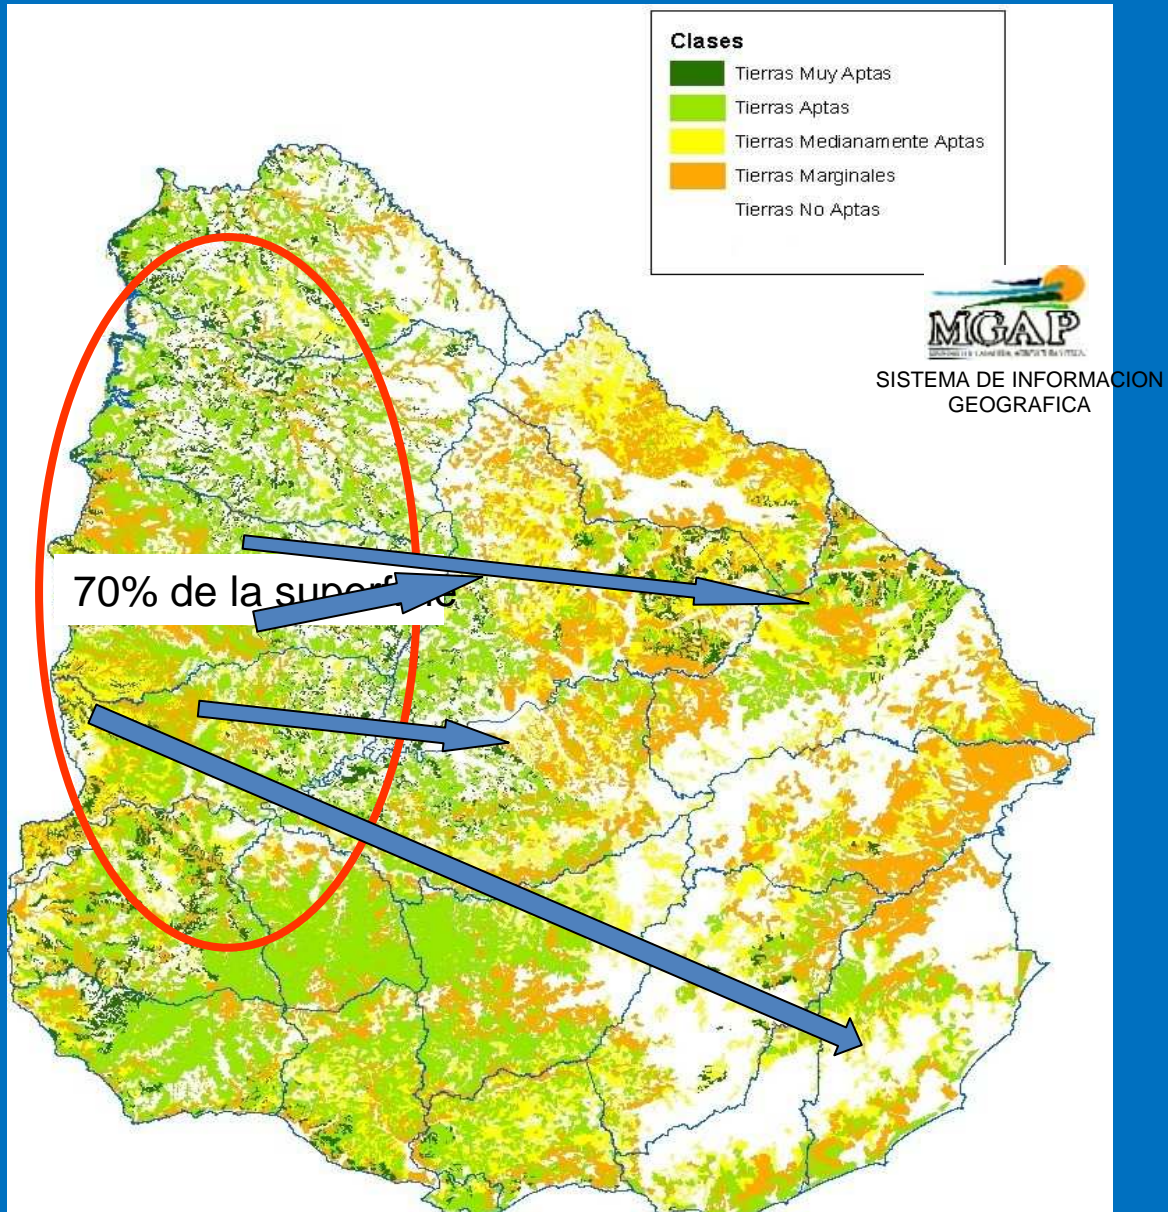 Clases
Tierras Muy Aptas
Tierras Aptas
Tierras Medianamente Aptas
Tierras Marginales
Tierras No Aptas
MGAP
SISTEMA DE INFORMACION
GEOGRAFICA
70% de la